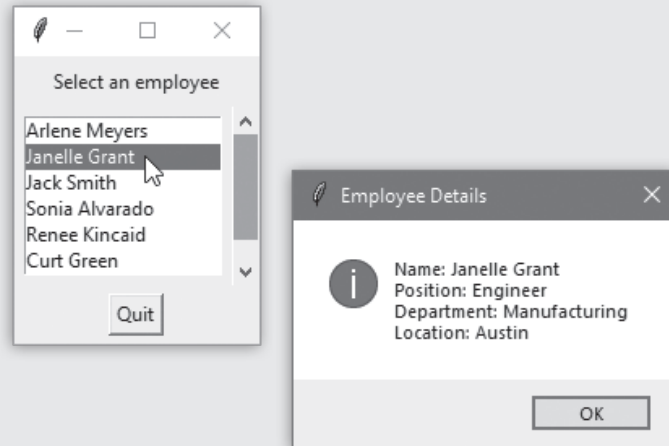 Select an employee
Arlene Meyers
Janelle Grant
Jack Smith
Sonia Alvarado
Renee Kincaid
Curt Green
Quit
Employee Details
Name: Janelle Grant
Position: Engineer
Department: Manufacturing
Location: Austin
OK